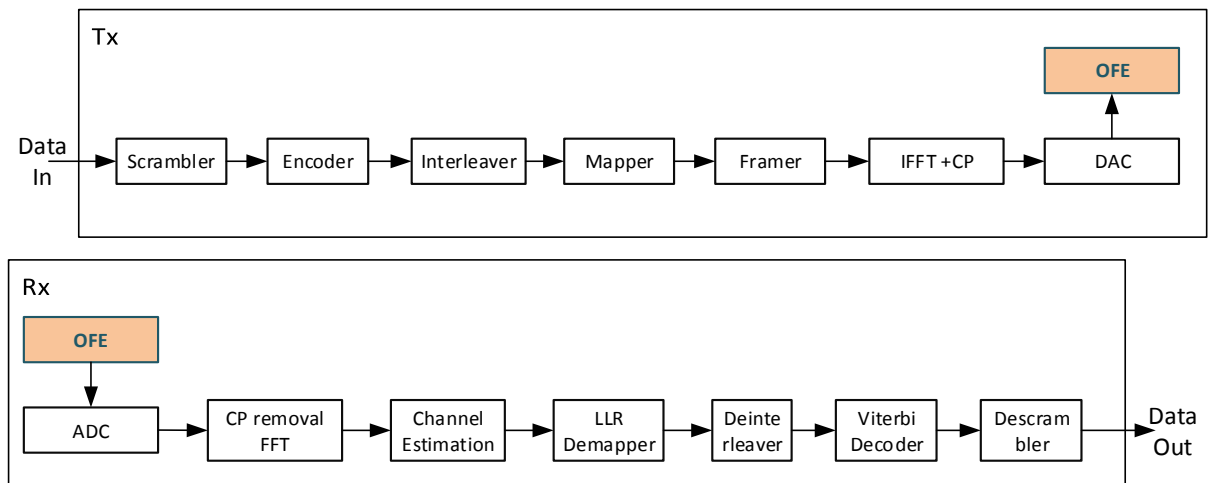 Tx
OFE
Data
In
Scrambler
Encoder
Interleaver
Mapper
Framer
IFFT +CP
DAC
Rx
OFE
ADC
CP removal
FFT
Channel
Estimation
LLR
Demapper
Deinte
rleaver
Viterbi
Decoder
Descram
bler
Data
Out